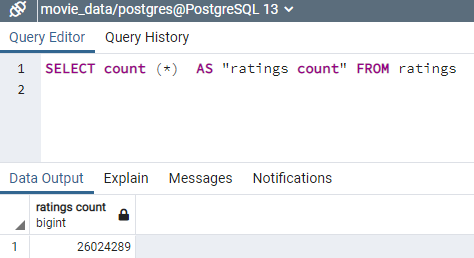 movie_data/postgres@PostgreSQL 13
Query Editor Query History
1 SELECT count (*)  AS "ratings count" FROM ratings
2
Data Output Explain Messages Notifications
ratings count
bigint
1 26024289